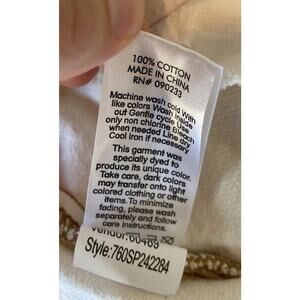 100% COTTON
MADE IN CHINA
RN# 090233
Machine wash cold With
like colors Wash inside
out Gentle cycle Use
only non chlorine Bleach
when needed Line dry
Cool iron if necessary
This garment was
specially dyed to
produce its unique color.
Take care, dark colors
may transfer onto light
colored clothing or other
items. To minimize
fading, please wash
separately and follow
care instructions.
Vendor:
Style:760SP242284